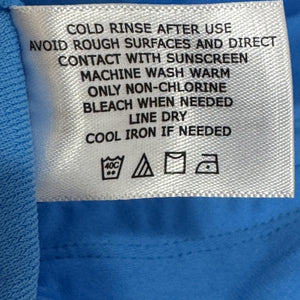 COLD RINSE AFTER USE
AVOID ROUGH SURFACES AND DIRECT
CONTACT WITH SUNSCREEN
MACHINE WASH WARM
ONLY NON-CHLORINE
BLEACH WHEN NEEDED
LINE DRY
COOL IRON IF NEEDED
40C